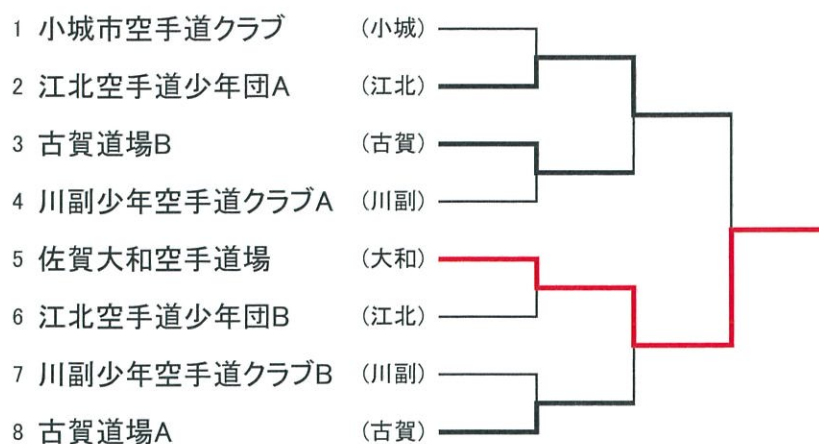 1 小城市空手道クラブ (小城)
2 江北空手道少年団A (江北)
3 古賀道場B (古賀)
4 川副少年空手道クラブA (川副)
5 佐賀大和空手道場 (大和)
6 江北空手道少年団B (江北)
7 川副少年空手道クラブB (川副)
8 古賀道場A (古賀)